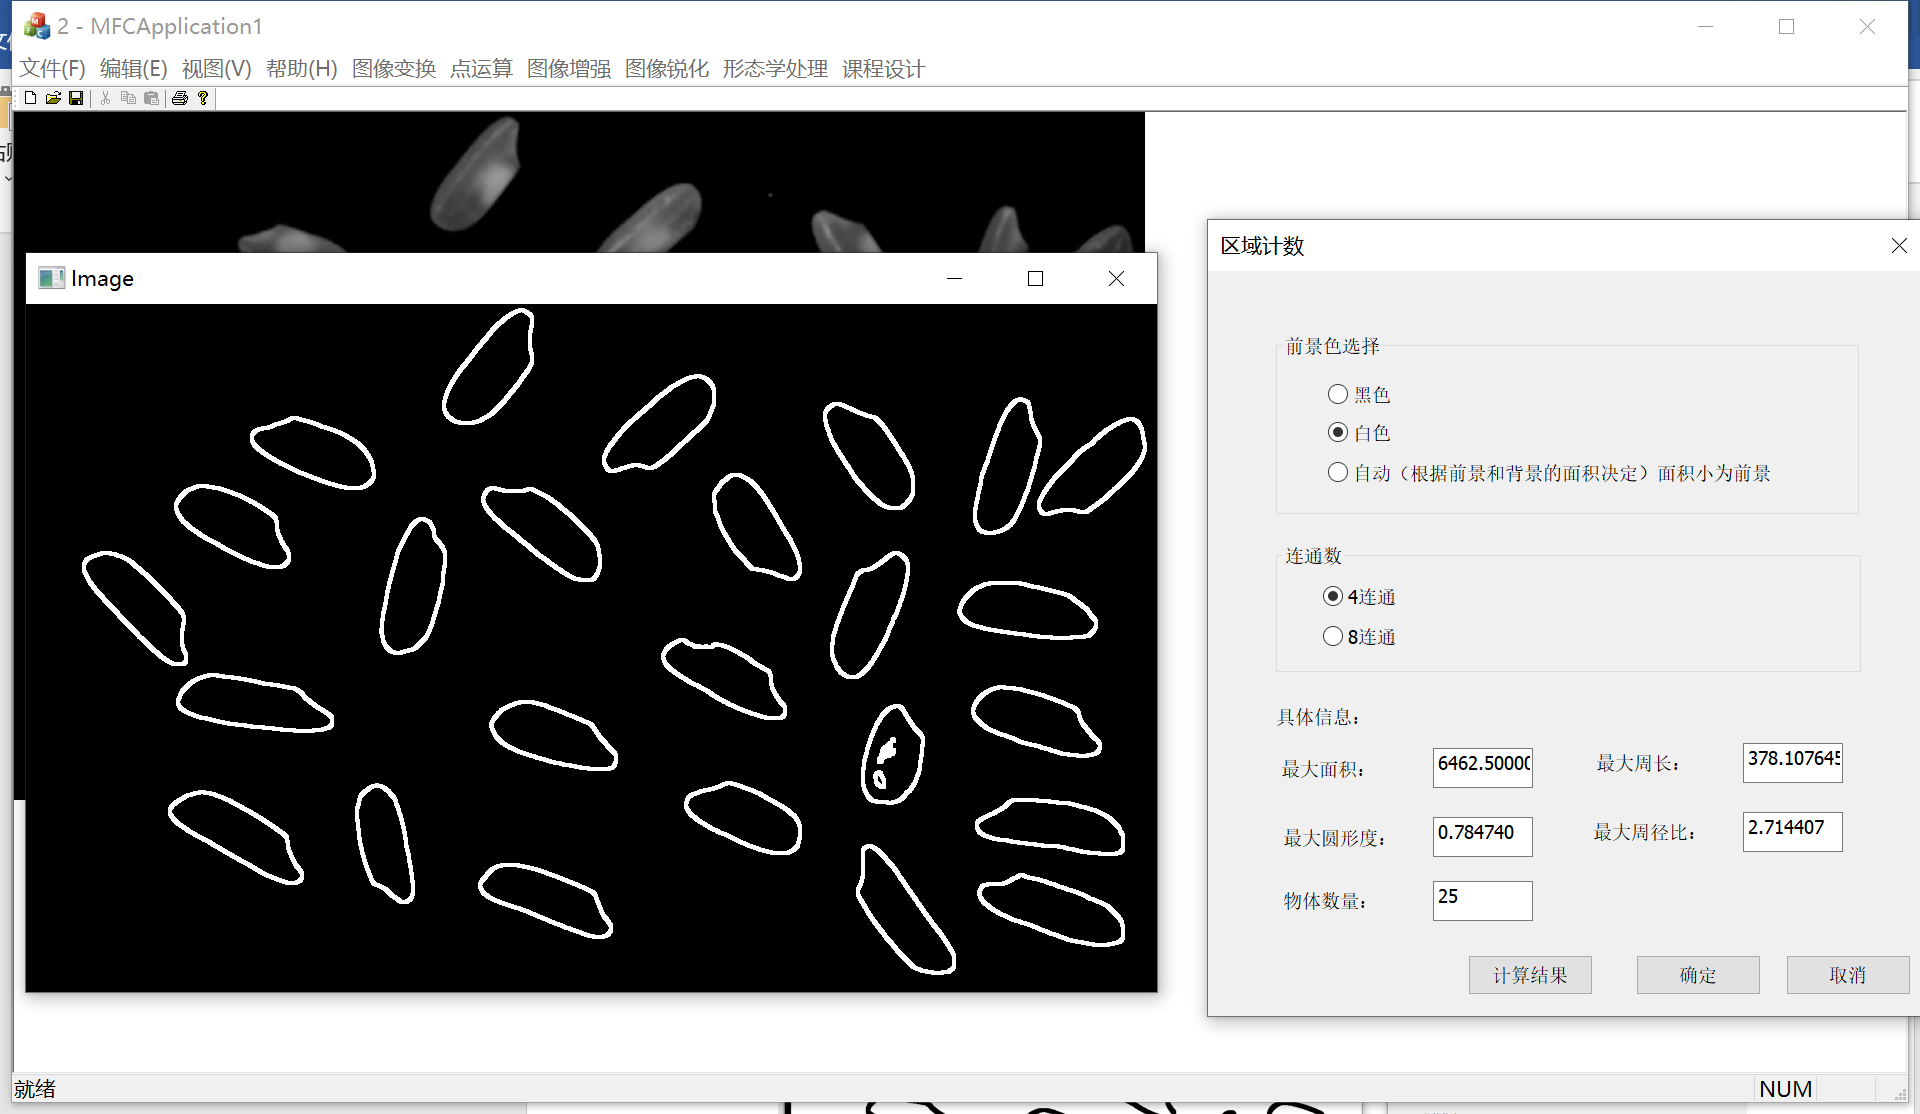 2 - MFCApplication1
文件(F) 编辑(E) 视图(V) 帮助(H) 图像变换 点运算 图像增强 图像锐化 形态学处理 课程设计
Image
区域计数
前景色选择
黑色
白色
自动（根据前景和背景的面积决定）面积小为前景
连通数
4连通
8连通
具体信息：
最大面积： 6462.5000 最大周长： 378.107645
最大圆形度： 0.784740 最大周径比： 2.714407
物体数量： 25
计算结果 确定 取消
就绪 NUM